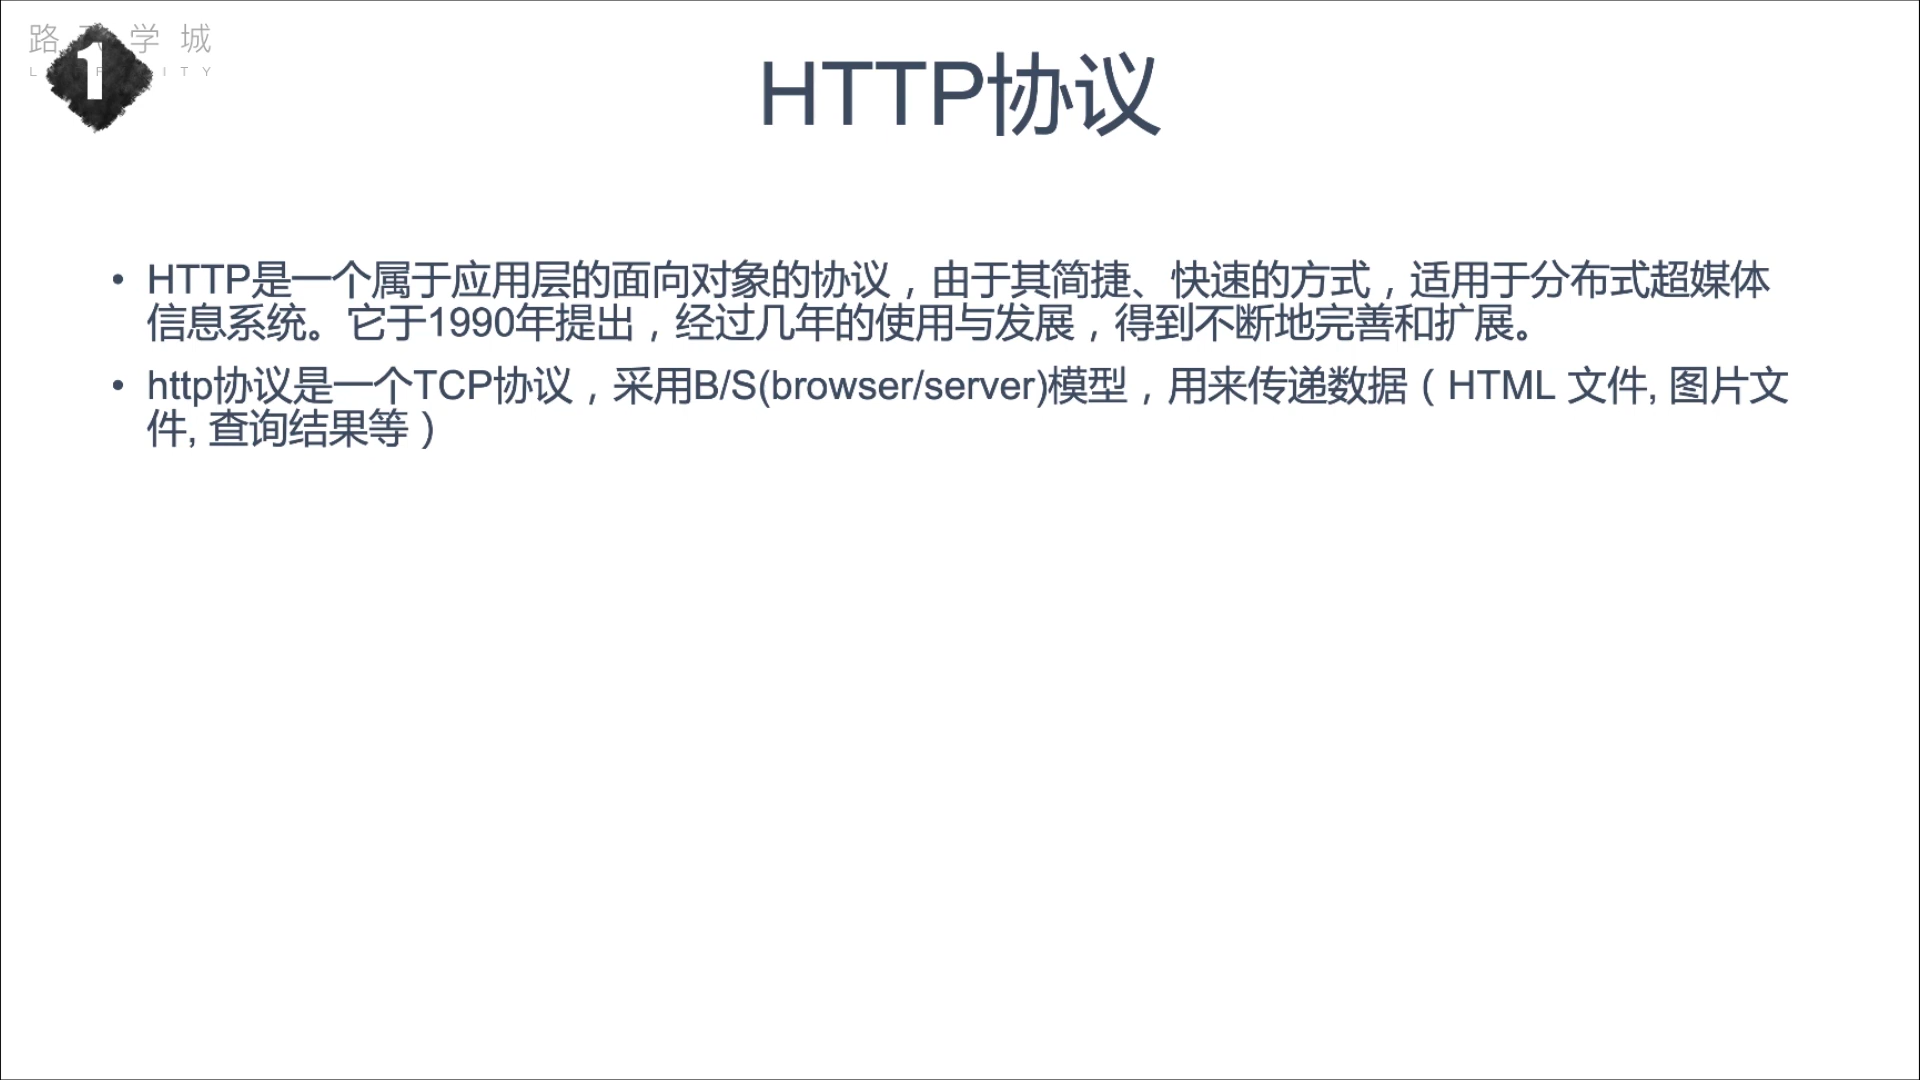 路 学 城
1
L ITY
HTTP协议
• HTTP是一个属于应用层的面向对象的协议，由于其简捷、快速的方式，适用于分布式超媒体
信息系统。它于1990年提出，经过几年的使用与发展，得到不断地完善和扩展。
• http协议是一个TCP协议，采用B/S(browser/server)模型，用来传递数据（HTML 文件, 图片文
件, 查询结果等）